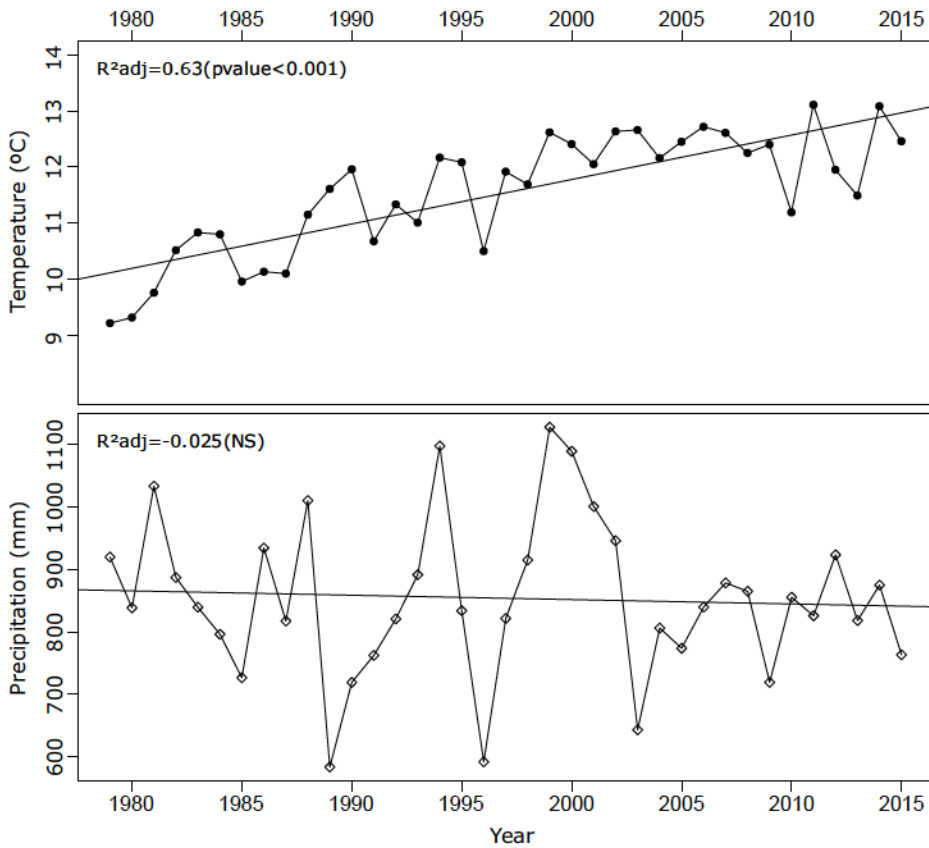 1980 1985 1990 1995 2000 2005 2010 2015
R²adj=0.63(pvalue<0.001)
14
13
12
11
10
9
Temperature (ºC)
R²adj=-0.025(NS)
1100
1000
900
800
700
600
Precipitation (mm)
1980 1985 1990 1995 2000 2005 2010 2015
Year